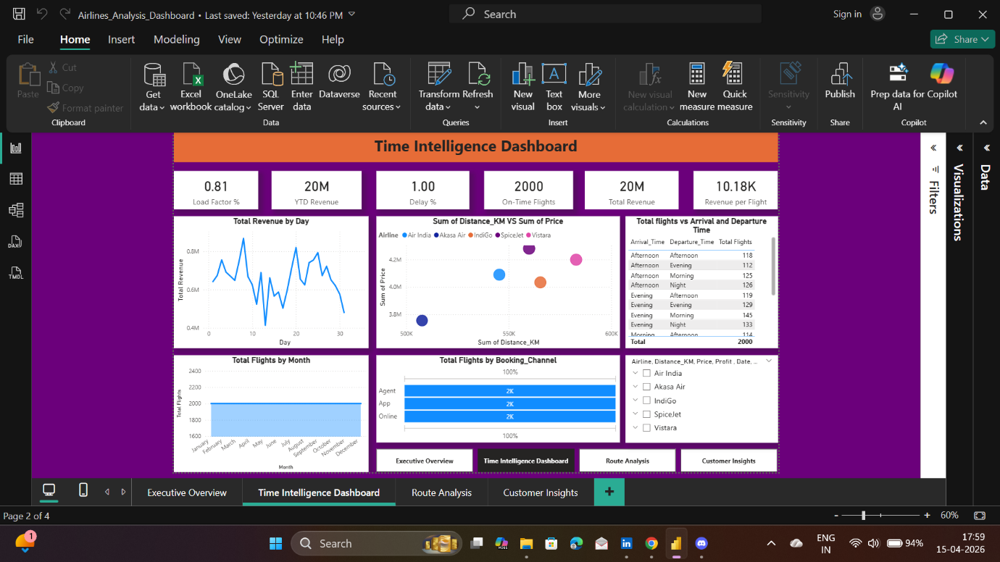 Airlines_Analysis_Dashboard • Last saved: Yesterday at 10:46 PM
Search
Sign in
File
Home
Insert
Modeling
View
Optimize
Help
Share
Paste
Cut
Copy
Format painter
Clipboard
Get data
Excel workbook
OneLake catalog
SQL Server
Enter data
Dataverse
Recent sources
Data
Transform data
Refresh
Queries
New visual
Text box
More visuals
Insert
New visual calculation
New measure
Quick measure
Calculations
Sensitivity
Sensitivity
Publish
Share
Prep data for AI
Copilot
Copilot
DAX
TMDL
Time Intelligence Dashboard
0.81
Load Factor %
20M
YTD Revenue
1.00
Delay %
2000
On-Time Flights
20M
Total Revenue
10.18K
Revenue per Flight
Total Revenue by Day
Total Revenue
0.8M
0.6M
0.4M
0 10 20 30
Day
Sum of Distance_KM VS Sum of Price
Airline Air India Akasa Air IndiGo SpiceJet Vistara
Sum of Price
4.2M
4.0M
3.8M
500K 550K 600K
Sum of Distance_KM
Total flights vs Arrival and Departure
Time
Arrival_Time Departure_Time Total Flights
Afternoon Afternoon 118
Afternoon Evening 112
Afternoon Morning 125
Afternoon Night 126
Evening Afternoon 119
Evening Evening 129
Evening Morning 145
Evening Night 133
Morning Afternoon 114
Total 2000
Total Flights by Month
Total Flights
2400
2200
2000
1800
1600
January February March April May June July August September October November December
Month
Total Flights by Booking_Channel
100%
Agent 2K
App 2K
Online 2K
100%
Airline, Distance_KM, Price, Profit , Date, ...
Air India
Akasa Air
IndiGo
SpiceJet
Vistara
Executive Overview
Time Intelligence Dashboard
Route Analysis
Customer Insights
Filters
Visualizations
Data
Executive Overview
Time Intelligence Dashboard
Route Analysis
Customer Insights
+
Page 2 of 4
- + 60%
1
Search
M365
in
ENG
IN
94%
17:59
15-04-2026